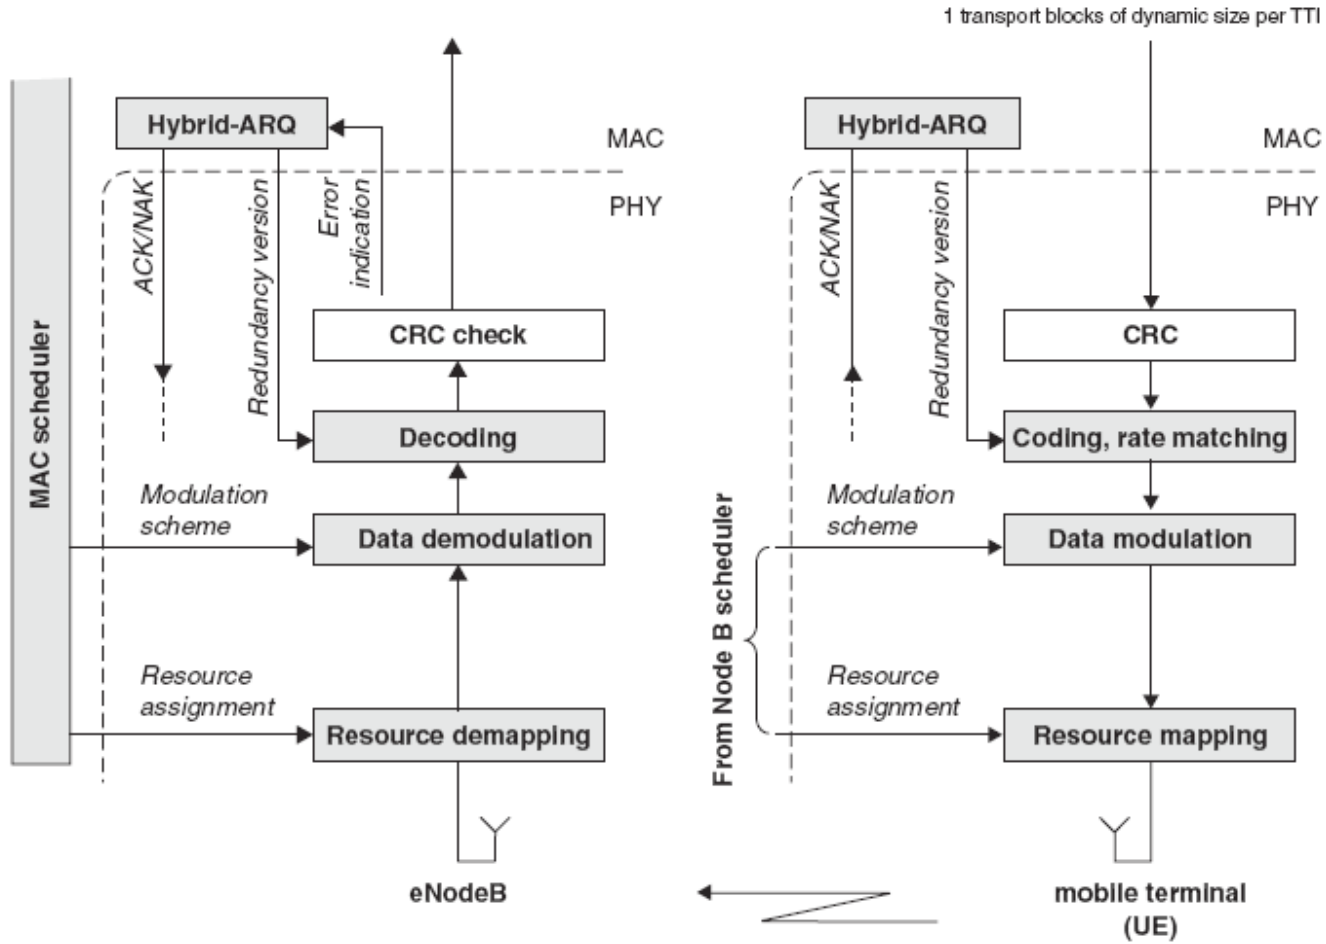 1 transport blocks of dynamic size per TTI
Hybrid-ARQ
MAC
PHY
ACK/NAK
Redundancy version
Error
indication
CRC check
Decoding
Modulation
scheme
Data demodulation
Resource
assignment
Resource demapping
MAC scheduler
eNodeB
Hybrid-ARQ
MAC
PHY
ACK/NAK
Redundancy version
CRC
Coding, rate matching
Modulation
scheme
Data modulation
From Node B scheduler
Resource
assignment
Resource mapping
mobile terminal
(UE)